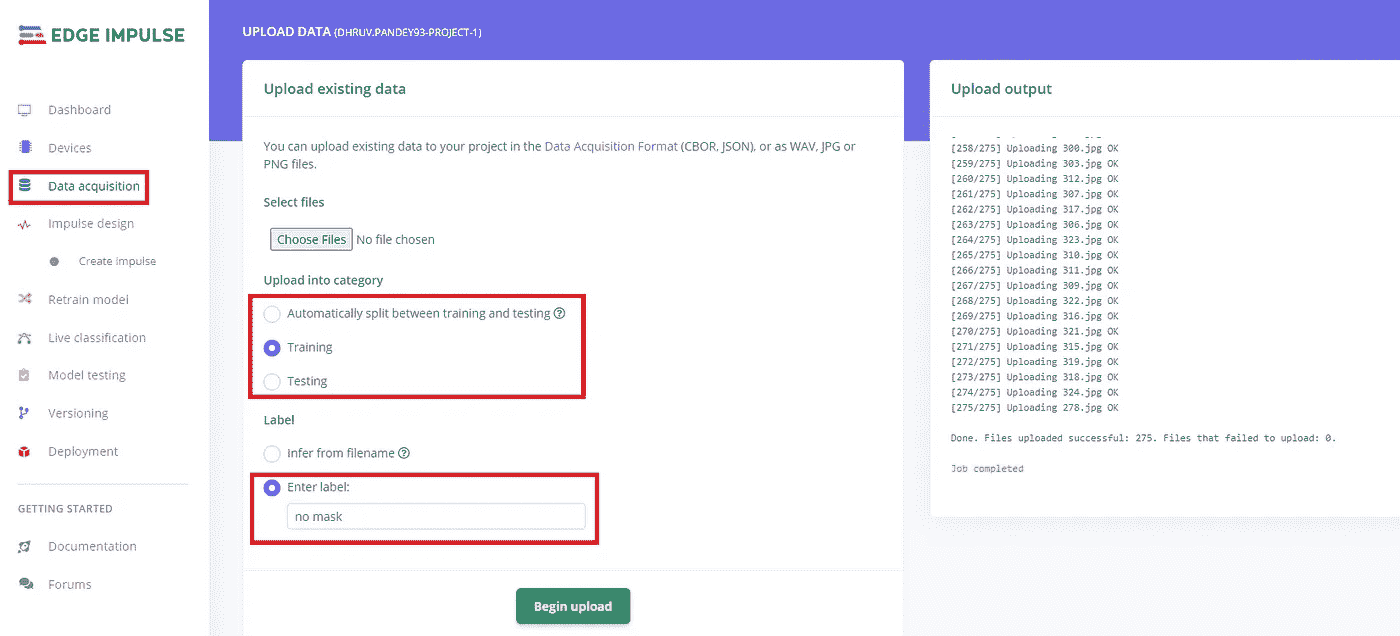 EDGE IMPULSE
Dashboard
Devices
Data acquisition
Impulse design
Create impulse
Retrain model
Live classification
Model testing
Versioning
Deployment
GETTING STARTED
Documentation
Forums
UPLOAD DATA (DHRUV.PANDEY93-PROJECT-1)
Upload existing data
You can upload existing data to your project in the Data Acquisition Format (CBOR, JSON), or as WAV, JPG or
PNG files.
Select files
Choose Files No file chosen
Upload into category
Automatically split between training and testing ?
Training
Testing
Label
Infer from filename ?
Enter label:
no mask
Begin upload
Upload output
[258/275] Uploading 300.jpg OK
[259/275] Uploading 303.jpg OK
[260/275] Uploading 312.jpg OK
[261/275] Uploading 307.jpg OK
[262/275] Uploading 317.jpg OK
[263/275] Uploading 306.jpg OK
[264/275] Uploading 323.jpg OK
[265/275] Uploading 310.jpg OK
[266/275] Uploading 311.jpg OK
[267/275] Uploading 309.jpg OK
[268/275] Uploading 322.jpg OK
[269/275] Uploading 316.jpg OK
[270/275] Uploading 321.jpg OK
[271/275] Uploading 315.jpg OK
[272/275] Uploading 319.jpg OK
[273/275] Uploading 318.jpg OK
[274/275] Uploading 324.jpg OK
[275/275] Uploading 278.jpg OK
Done. Files uploaded successful: 275. Files that failed to upload: 0.
Job completed